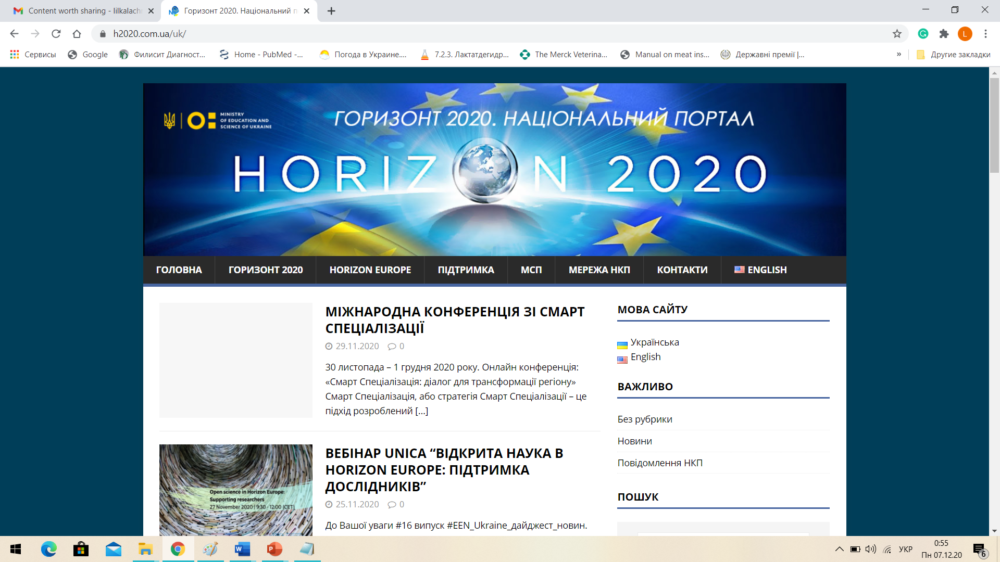 Content worth sharing - lilkalach
Горизонт 2020. Національний п
h2020.com.ua/uk/
L
Сервисы
Google
Филисит Диагност...
Home - PubMed -...
Погода в Украине....
7.2.3. Лактатдегидр...
The Merck Veterina...
Manual on meat ins...
Державні премії |...
»
Другие закладки
MINISTRY
OF EDUCATION AND
SCIENCE OF UKRAINE
ГОРИЗОНТ 2020. НАЦІОНАЛЬНИЙ ПОРТАЛ
HORIZON 2020
ГОЛОВНА
ГОРИЗОНТ 2020
HORIZON EUROPE
ПІДТРИМКА
МСП
МЕРЕЖА НКП
КОНТАКТИ
ENGLISH
МІЖНАРОДНА КОНФЕРЕНЦІЯ ЗІ СМАРТ
СПЕЦІАЛІЗАЦІЇ
29.11.2020 0
30 листопада – 1 грудня 2020 року. Онлайн конференція:
«Смарт Спеціалізація: діалог для трансформації регіону»
Смарт Спеціалізація, або стратегія Смарт Спеціалізації – це
підхід розроблений [...]
Open science in Horizon Europe:
Supporting researchers
27 November 2020 | 9:30 - 12:00 (CET)
ВЕБІНАР UNICA “ВІДКРИТА НАУКА В
HORIZON EUROPE: ПІДТРИМКА
ДОСЛІДНИКІВ”
25.11.2020 0
До Вашої уваги #16 випуск #EEN_Ukraine_дайджест_новин.
МОВА САЙТУ
Українська
English
ВАЖЛИВО
Без рубрики
Новини
Повідомлення НКП
ПОШУК
УКР
0:55
Пн 07.12.20
6